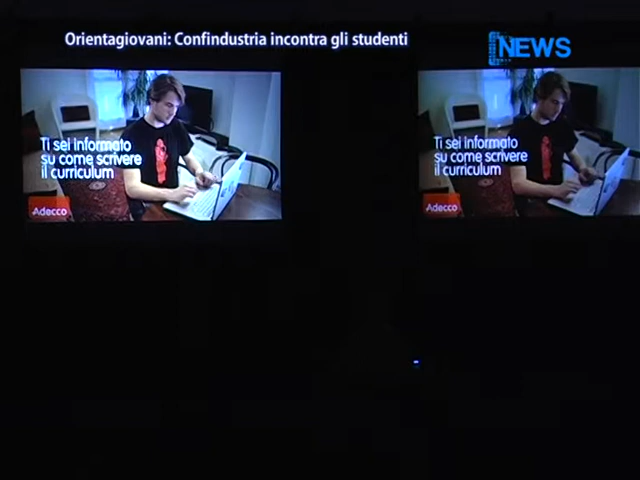 Orientagiovani: Confindustria incontra gli studenti
NEWS
Ti sei informato
su come scrivere
il curriculum
Adecco
Ti sei informato
su come scrivere
il curriculum
Adecco